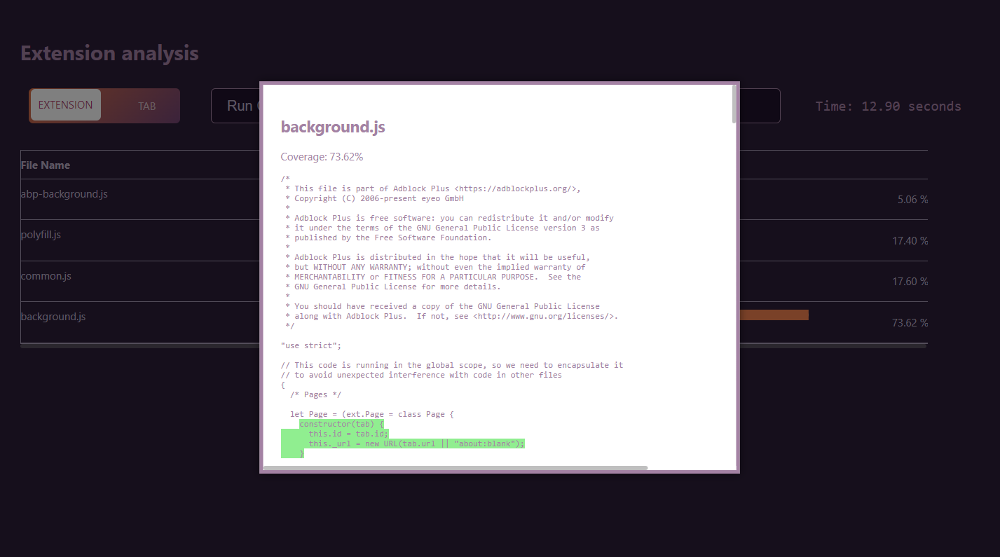 Extension analysis
EXTENSION
TAB
Run
Time: 12.90 seconds
File Name
abp-background.js
5.06 %
polyfill.js
17.40 %
common.js
17.60 %
background.js
73.62 %
background.js
Coverage: 73.62%
/*
 * This file is part of Adblock Plus <https://adblockplus.org/>,
 * Copyright (C) 2006-present eyeo GmbH
 *
 * Adblock Plus is free software: you can redistribute it and/or modify
 * it under the terms of the GNU General Public License version 3 as
 * published by the Free Software Foundation.
 *
 * Adblock Plus is distributed in the hope that it will be useful,
 * but WITHOUT ANY WARRANTY; without even the implied warranty of
 * MERCHANTABILITY or FITNESS FOR A PARTICULAR PURPOSE.  See the
 * GNU General Public License for more details.
 *
 * You should have received a copy of the GNU General Public License
 * along with Adblock Plus.  If not, see <http://www.gnu.org/licenses/>.
 */
"use strict";
// This code is running in the global scope, so we need to encapsulate it
// to avoid unexpected interference with code in other files
{
  /* Pages */
  let Page = (ext.Page = class Page {
    constructor(tab) {
      this.id = tab.id;
      this._url = new URL(tab.url || "about:blank");
    }